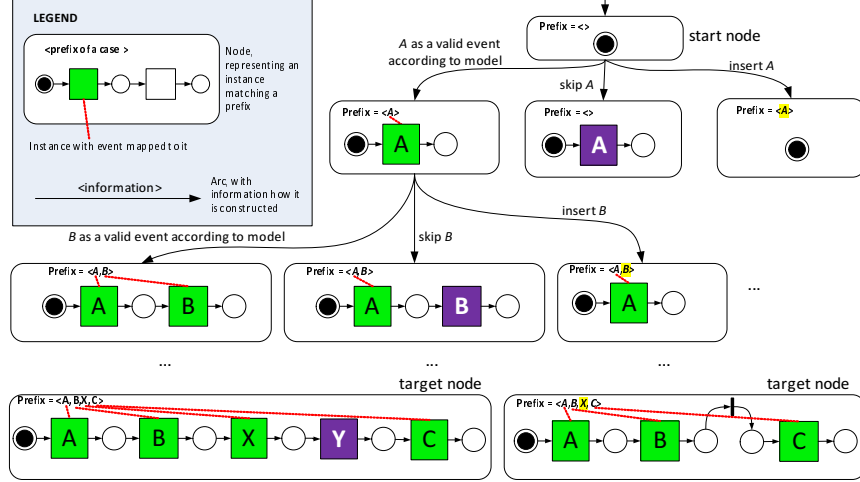 LEGEND
<prefix of a case >
Node,
representing an
instance
matching a
prefix
Instance with event mapped to it
<information>
Arc, with
information how it
is constructed
Prefix = <>
start node
A as a valid event
according to model
skip A
insert A
Prefix = <A>
A
Prefix = <>
A
Prefix = <A>
B as a valid event according to model
skip B
insert B
Prefix = <A,B>
A
B
Prefix = <A,B>
A
B
Prefix = <A,B>
A
...
...
...
...
target node
Prefix = <A, B,X,C>
A
B
X
Y
C
target node
Prefix = <A,B,X,C>
A
B
C